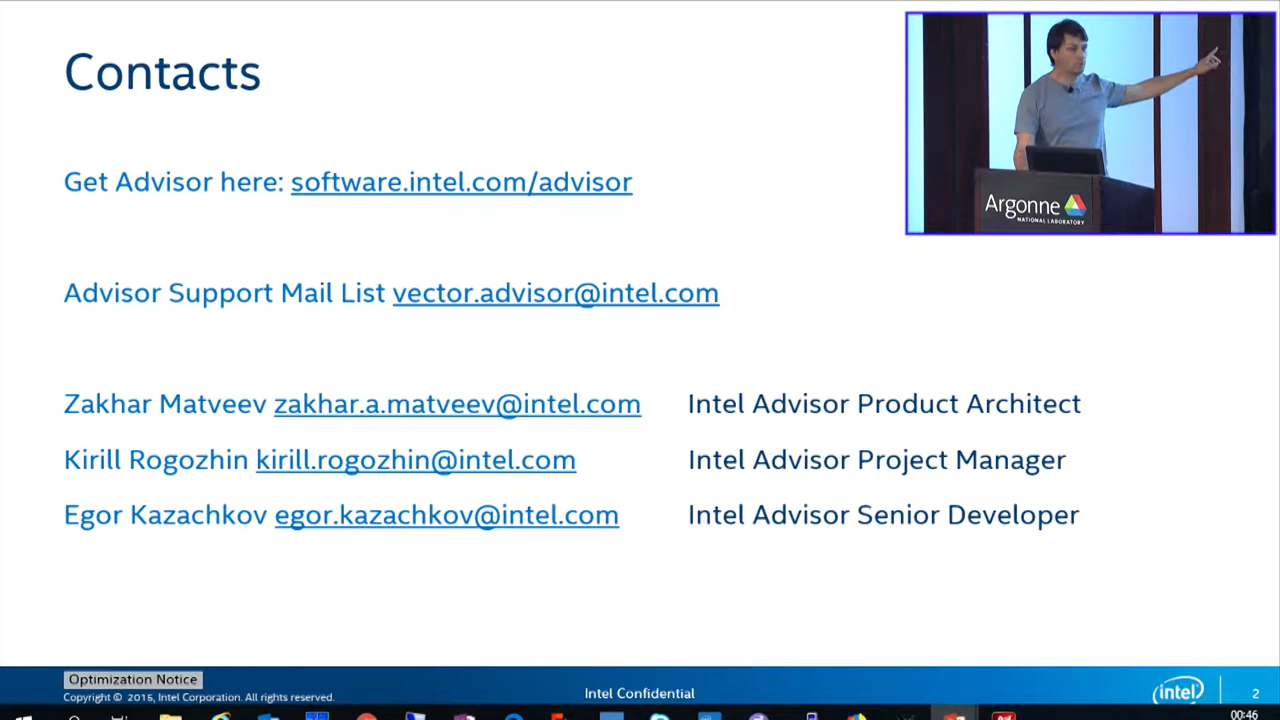 Contacts
Get Advisor here: software.intel.com/advisor
Argonne
NATIONAL LABORATORY
Advisor Support Mail List vector.advisor@intel.com
Zakhar Matveev zakhar.a.matveev@intel.com Intel Advisor Product Architect
Kirill Rogozhin kirill.rogozhin@intel.com Intel Advisor Project Manager
Egor Kazachkov egor.kazachkov@intel.com Intel Advisor Senior Developer
Optimization Notice
Copyright © 2015, Intel Corporation. All rights reserved.
Intel Confidential
intel
2
00:46